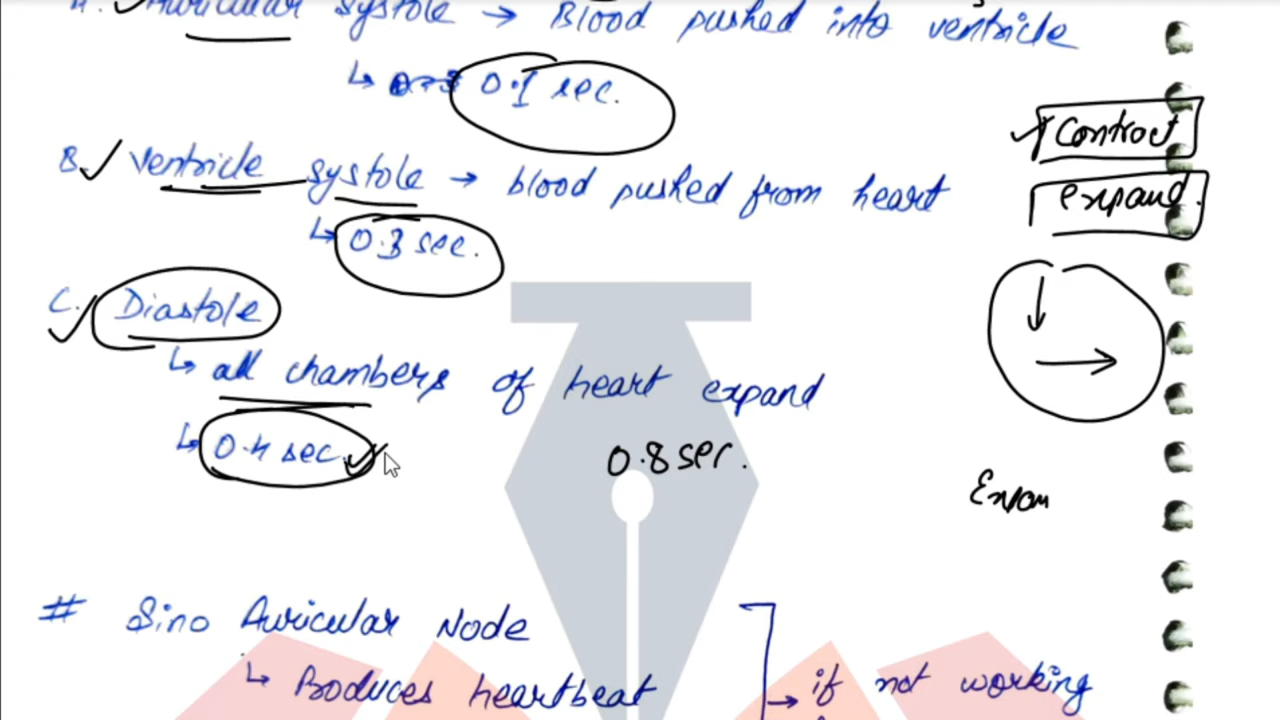 A. Auricular systole → Blood pushed into ventricle
↳ 0.1 sec.
contract
B. ventricle systole → blood pushed from heart
expand.
↳ 0.3 sec.
C. Diastole
↳ all chambers of heart expand
↳ 0.4 sec.
0.8 sec.
# Sino Auricular Node
↳ Produces heartbeat
→ if not working